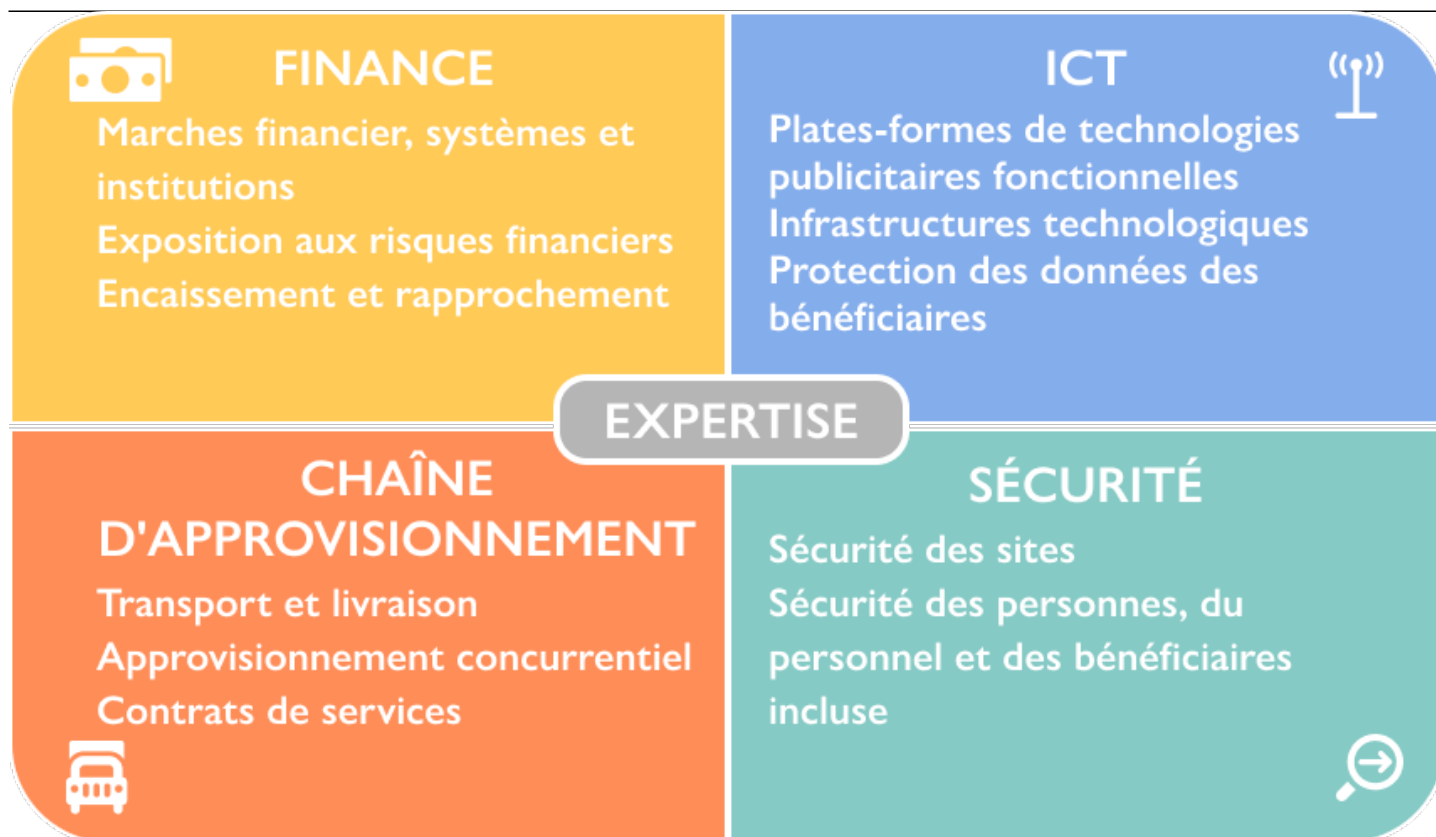 FINANCE
Marches financier, systèmes et
institutions
Exposition aux risques financiers
Encaissement et rapprochement
ICT
Plates-formes de technologies
publicitaires fonctionnelles
Infrastructures technologiques
Protection des données des
bénéficiaires
EXPERTISE
CHAÎNE
D'APPROVISIONNEMENT
Transport et livraison
Approvisionnement concurrentiel
Contrats de services
SÉCURITÉ
Sécurité des sites
Sécurité des personnes, du
personnel et des bénéficiaires
incluse